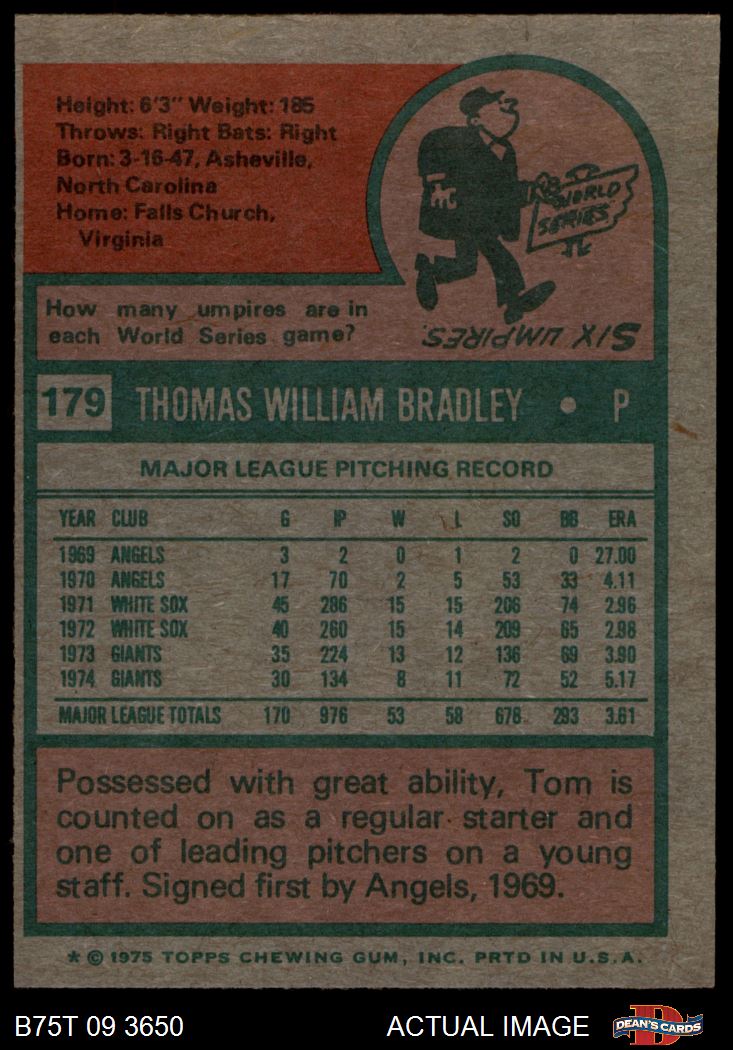 Height: 6'3" Weight: 185
Throws: Right Bats: Right
Born: 3-16-47, Asheville,
North Carolina
Home: Falls Church,
Virginia
WORLD
SERIES
How many umpires are in
each World Series game?
SIX UMPIRES.
179 THOMAS WILLIAM BRADLEY • P
MAJOR LEAGUE PITCHING RECORD
YEAR CLUB G IP W L SO BB ERA
1969 ANGELS 3 2 0 1 2 0 27.00
1970 ANGELS 17 70 2 5 53 33 4.11
1971 WHITE SOX 45 286 15 15 206 74 2.96
1972 WHITE SOX 40 260 15 14 209 65 2.98
1973 GIANTS 35 224 13 12 136 69 3.90
1974 GIANTS 30 134 8 11 72 52 5.17
MAJOR LEAGUE TOTALS 170 976 53 58 678 293 3.61
Possessed with great ability, Tom is
counted on as a regular starter and
one of leading pitchers on a young
staff. Signed first by Angels, 1969.
* © 1975 TOPPS CHEWING GUM, INC. PRTD IN U.S.A.
B75T 09 3650 ACTUAL IMAGE DEAN'S CARDS